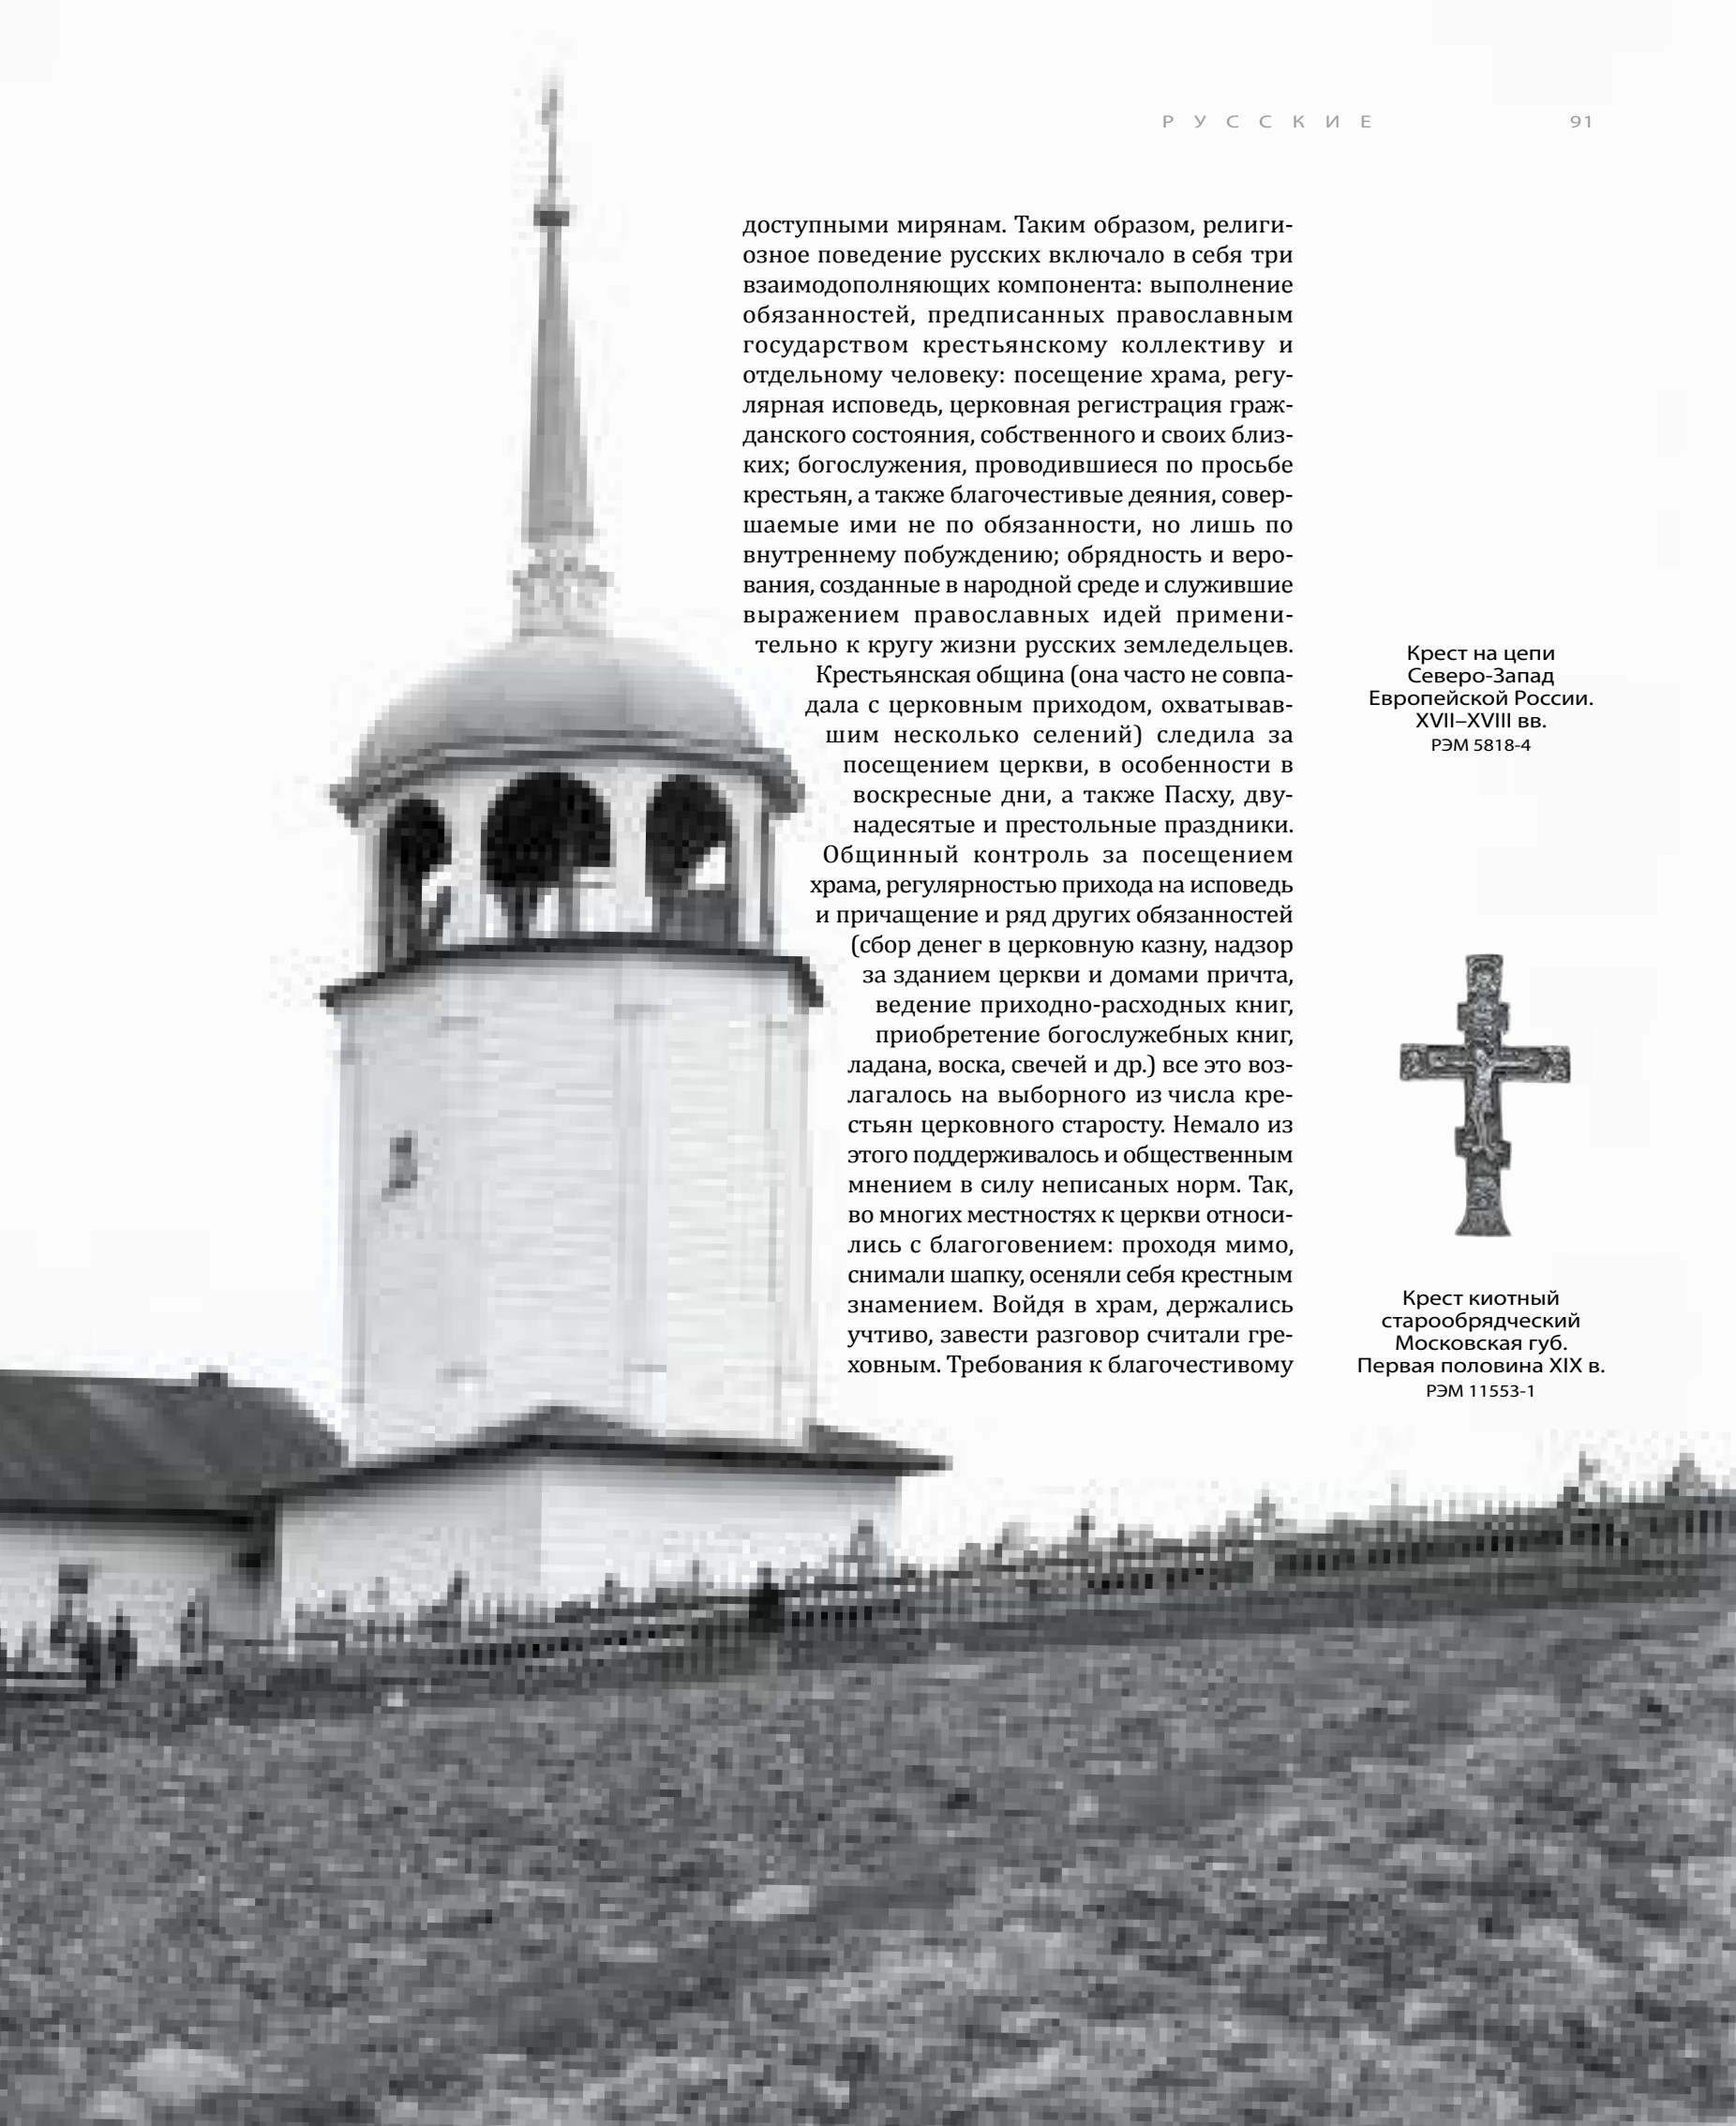 РУССКИЕ 91
доступными мирянам. Таким образом, религи-
озное поведение русских включало в себя три
взаимодополняющих компонента: выполнение
обязанностей, предписанных православным
государством крестьянскому коллективу и
отдельному человеку: посещение храма, регу-
лярная исповедь, церковная регистрация граж-
данского состояния, собственного и своих близ-
ких; богослужения, проводившиеся по просьбе
крестьян, а также благочестивые деяния, совер-
шаемые ими не по обязанности, но лишь по
внутреннему побуждению; обрядность и веро-
вания, созданные в народной среде и служившие
выражением православных идей примени-
тельно к кругу жизни русских земледельцев.
Крестьянская община (она часто не совпа-
дала с церковным приходом, охватывав-
шим несколько селений) следила за
посещением церкви, в особенности в
воскресные дни, а также Пасху, дву-
надесятые и престольные праздники.
Общинный контроль за посещением
храма, регулярностью прихода на исповедь
и причащение и ряд других обязанностей
(сбор денег в церковную казну, надзор
за зданием церкви и домами причта,
ведение приходно-расходных книг,
приобретение богослужебных книг,
ладана, воска, свечей и др.) все это воз-
лагалось на выборного из числа кре-
стьян церковного старосту. Немало из
этого поддерживалось и общественным
мнением в силу неписаных норм. Так,
во многих местностях к церкви относи-
лись с благоговением: проходя мимо,
снимали шапку, осеняли себя крестным
знамением. Войдя в храм, держались
учтиво, завести разговор считали гре-
ховным. Требования к благочестивому
Крест на цепи
Северо-Запад
Европейской России.
XVII–XVIII вв.
РЭМ 5818-4
Крест киотный
старообрядческий
Московская губ.
Первая половина XIX в.
РЭМ 11553-1